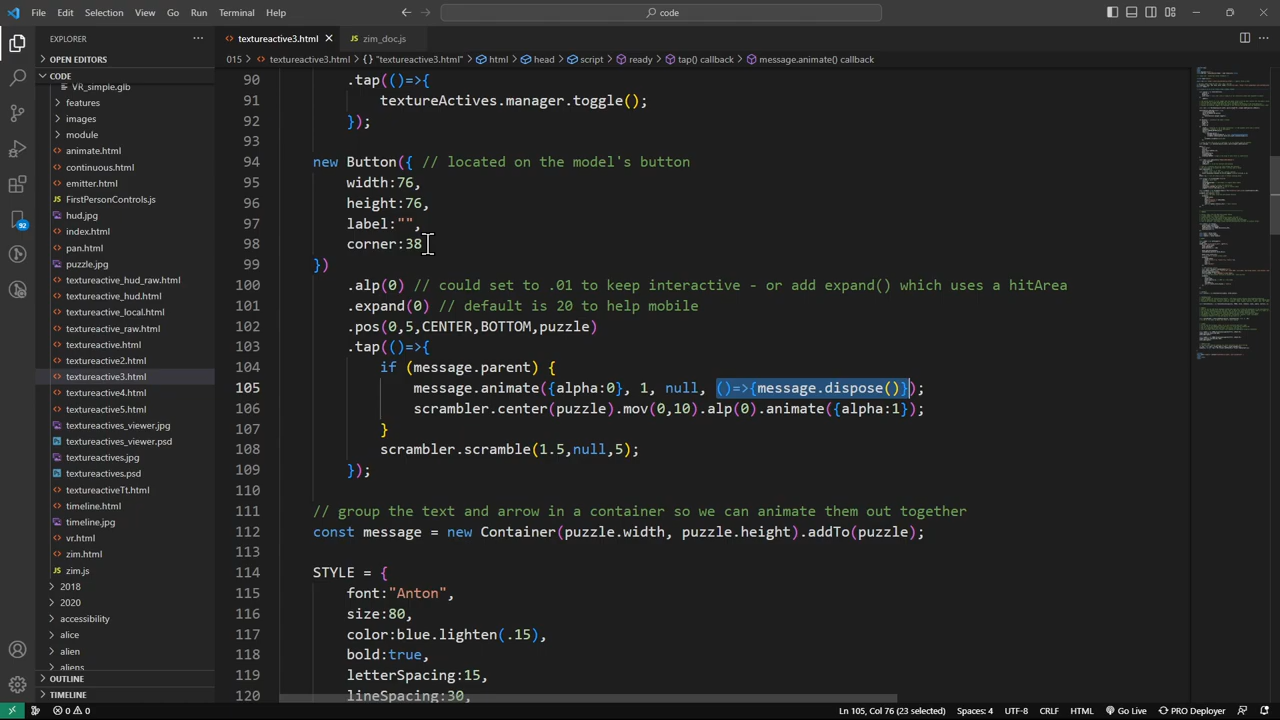 File Edit Selection View Go Run Terminal Help
code
EXPLORER
textureactive3.html
zim_doc.js
OPEN EDITORS
015 > textureactive3.html > {} "textureactive3.html" > html > head > script > ready > tap() callback > message.animate() callback
CODE
VR_simple.glb
features
images
module
animate.html
continuous.html
emitter.html
FirstPersonControls.js
hud.jpg
index.html
pan.html
puzzle.jpg
textureactive_hud_raw.html
textureactive_hud.html
textureactive_local.html
textureactive_raw.html
textureactive.html
textureactive2.html
textureactive3.html
textureactive4.html
textureactive5.html
textureactives_viewer.jpg
textureactives_viewer.psd
textureactives.jpg
textureactives.psd
textureactiveTt.html
timeline.html
timeline.jpg
vr.html
zim.html
zim.js
2018
2020
accessibility
alice
alien
aliens
OUTLINE
TIMELINE
92
90 .tap(()=>{
91 textureActives.manager.toggle();
92 });
93
94 new Button({ // located on the model's button
95 width:76,
96 height:76,
97 label:"",
98 corner:38
99 })
100 .alp(0) // could set to .01 to keep interactive - or add expand() which uses a hitArea
101 .expand(0) // default is 20 to help mobile
102 .pos(0,5,CENTER,BOTTOM,puzzle)
103 .tap(()=>{
104 if (message.parent) {
105 message.animate({alpha:0}, 1, null, ()=>{message.dispose()});
106 scrambler.center(puzzle).mov(0,10).alp(0).animate({alpha:1});
107 }
108 scrambler.scramble(1.5,null,5);
109 });
110
111 // group the text and arrow in a container so we can animate them out together
112 const message = new Container(puzzle.width, puzzle.height).addTo(puzzle);
113
114 STYLE = {
115 font:"Anton",
116 size:80,
117 color:blue.lighten(.15),
118 bold:true,
119 letterSpacing:15,
120 lineSpacing:30,
0 0 0 Ln 105, Col 76 (23 selected) Spaces: 4 UTF-8 CRLF HTML Go Live PRO Deployer